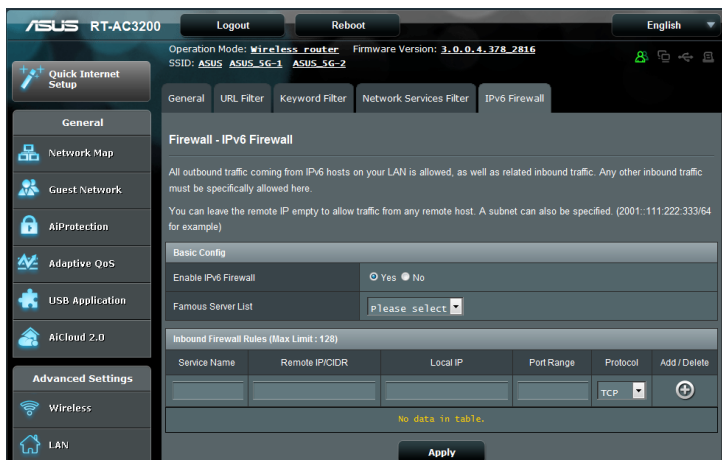 ASUS RT-AC3200 Logout Reboot English
Operation Mode: Wireless router Firmware Version: 3.0.0.4.378_2816
SSID: ASUS ASUS_5G-1 ASUS_5G-2
Quick Internet
Setup
General URL Filter Keyword Filter Network Services Filter IPv6 Firewall
General
Network Map
Guest Network
AiProtection
Adaptive QoS
USB Application
AiCloud 2.0
Advanced Settings
Wireless
LAN
Firewall - IPv6 Firewall
All outbound traffic coming from IPv6 hosts on your LAN is allowed, as well as related inbound traffic. Any other inbound traffic
must be specifically allowed here.
You can leave the remote IP empty to allow traffic from any remote host. A subnet can also be specified. (2001::111:222:333/64
for example)
Basic Config
Enable IPv6 Firewall Yes No
Famous Server List Please select
Inbound Firewall Rules (Max Limit : 128)
Service Name Remote IP/CIDR Local IP Port Range Protocol Add / Delete
TCP
No data in table.
Apply